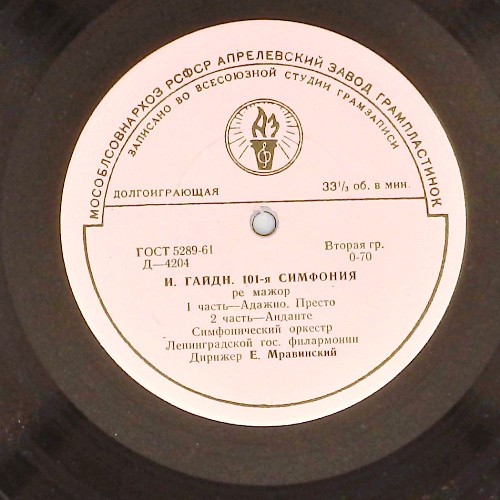 МОСОБЛСОВНАРХОЗ РСФСР АПРЕЛЕВСКИЙ ЗАВОД ГРАМПЛАСТИНОК
ЗАПИСАНО ВО ВСЕСОЮЗНОЙ СТУДИИ ГРАМЗАПИСИ
АЗ
ДОЛГОИГРАЮЩАЯ 33⅓ об. в мин.
ГОСТ 5289-61 Вторая гр.
Д—4204 0-70
И. ГАЙДН. 101-я СИМФОНИЯ
ре мажор
1 часть—Адажио. Престо
2 часть—Анданте
Симфонический оркестр
Ленинградской гос. филармонии
Дирижер Е. Мравинский